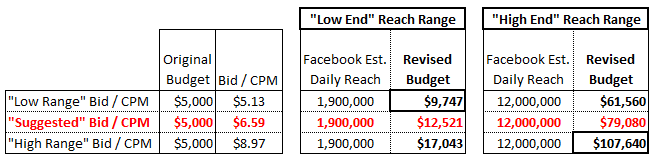 "Low End" Reach Range "High End" Reach Range
Original Facebook Est. Revised Facebook Est. Revised
Budget Bid / CPM Daily Reach Budget Daily Reach Budget
"Low Range" Bid / CPM $5,000 $5.13 1,900,000 $9,747 12,000,000 $61,560
"Suggested" Bid / CPM $5,000 $6.59 1,900,000 $12,521 12,000,000 $79,080
"High Range" Bid / CPM $5,000 $8.97 1,900,000 $17,043 12,000,000 $107,640